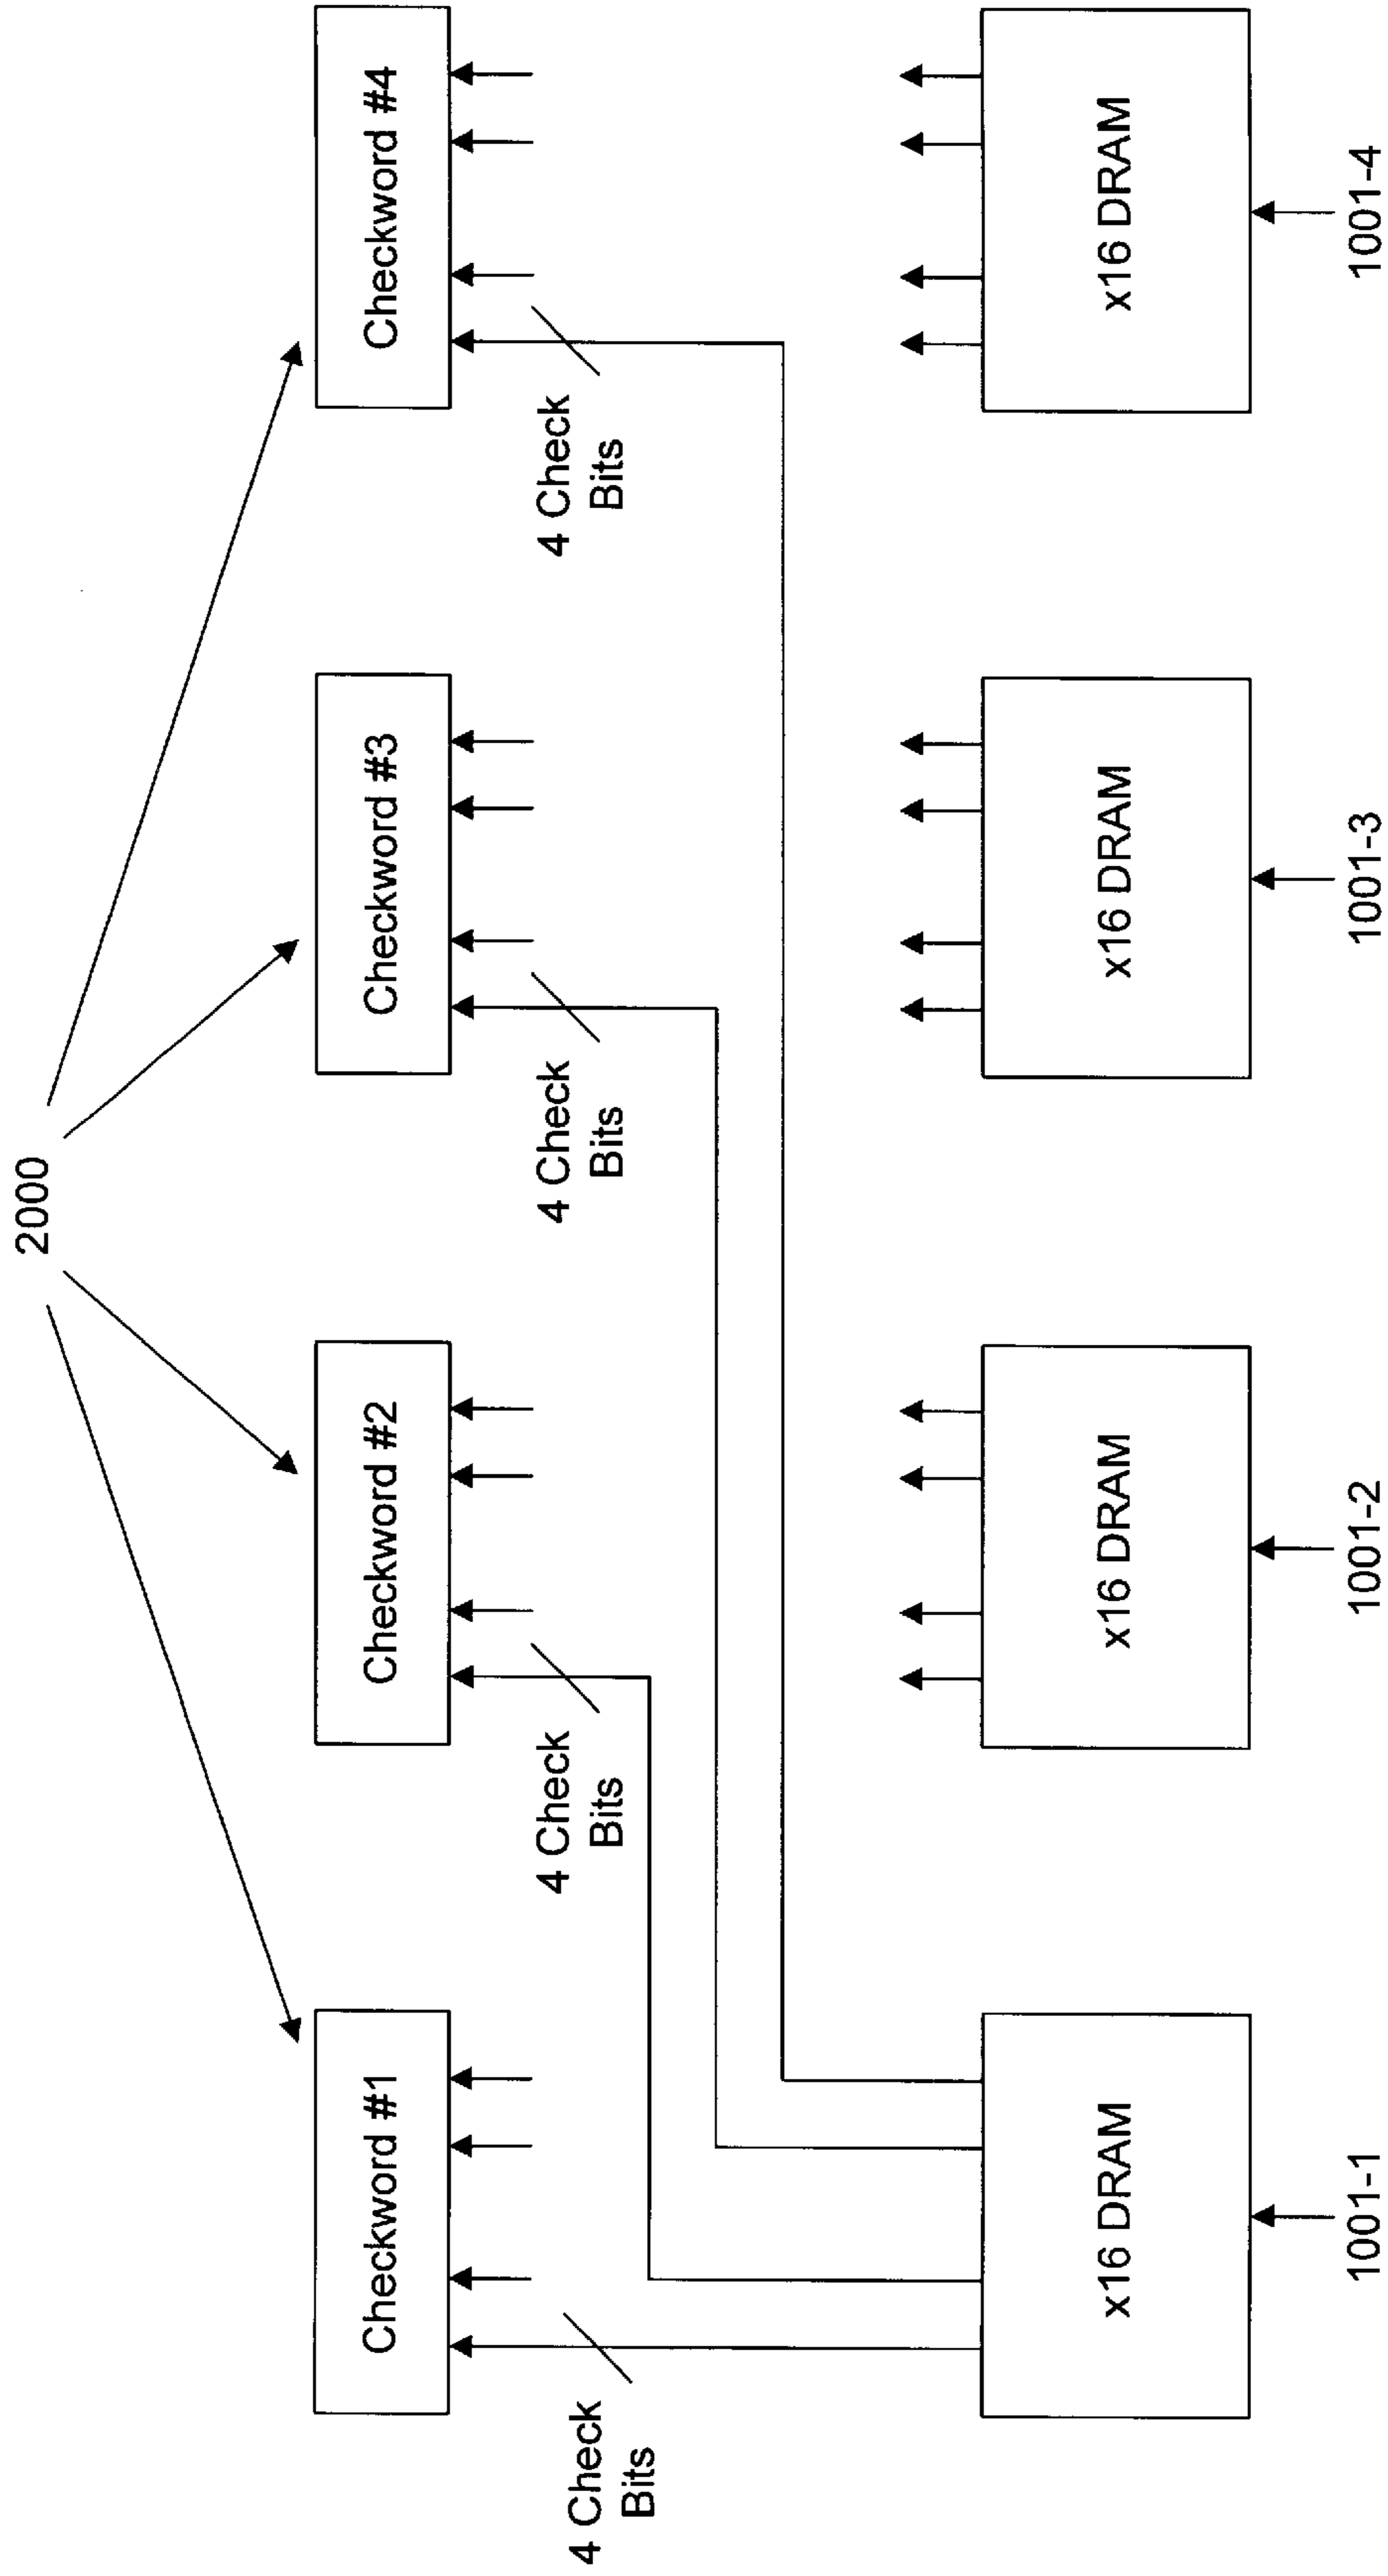 2000
Checkword #1
Checkword #2
Checkword #3
Checkword #4
4 Check
Bits
4 Check
Bits
4 Check
Bits
4 Check
Bits
x16 DRAM
x16 DRAM
x16 DRAM
x16 DRAM
1001-1
1001-2
1001-3
1001-4